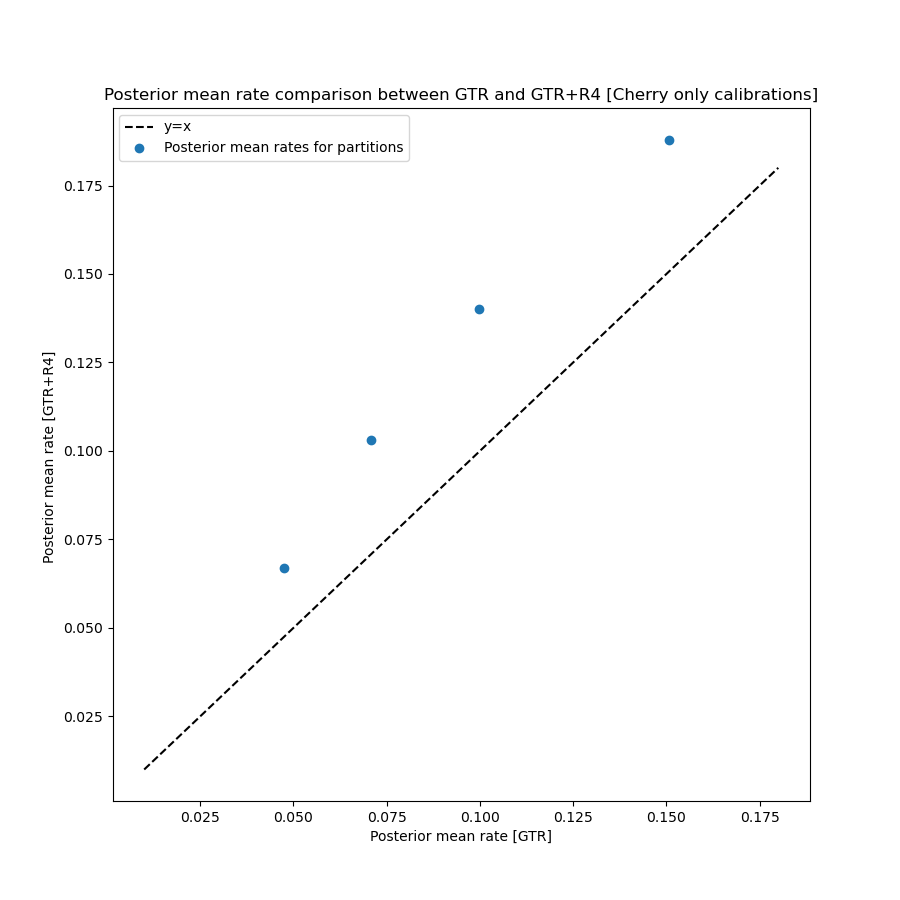 Posterior mean rate comparison between GTR and GTR+R4 [Cherry only calibrations]
y=x
Posterior mean rates for partitions
Posterior mean rate [GTR+R4]
0.175
0.150
0.125
0.100
0.075
0.050
0.025
0.025 0.050 0.075 0.100 0.125 0.150 0.175
Posterior mean rate [GTR]